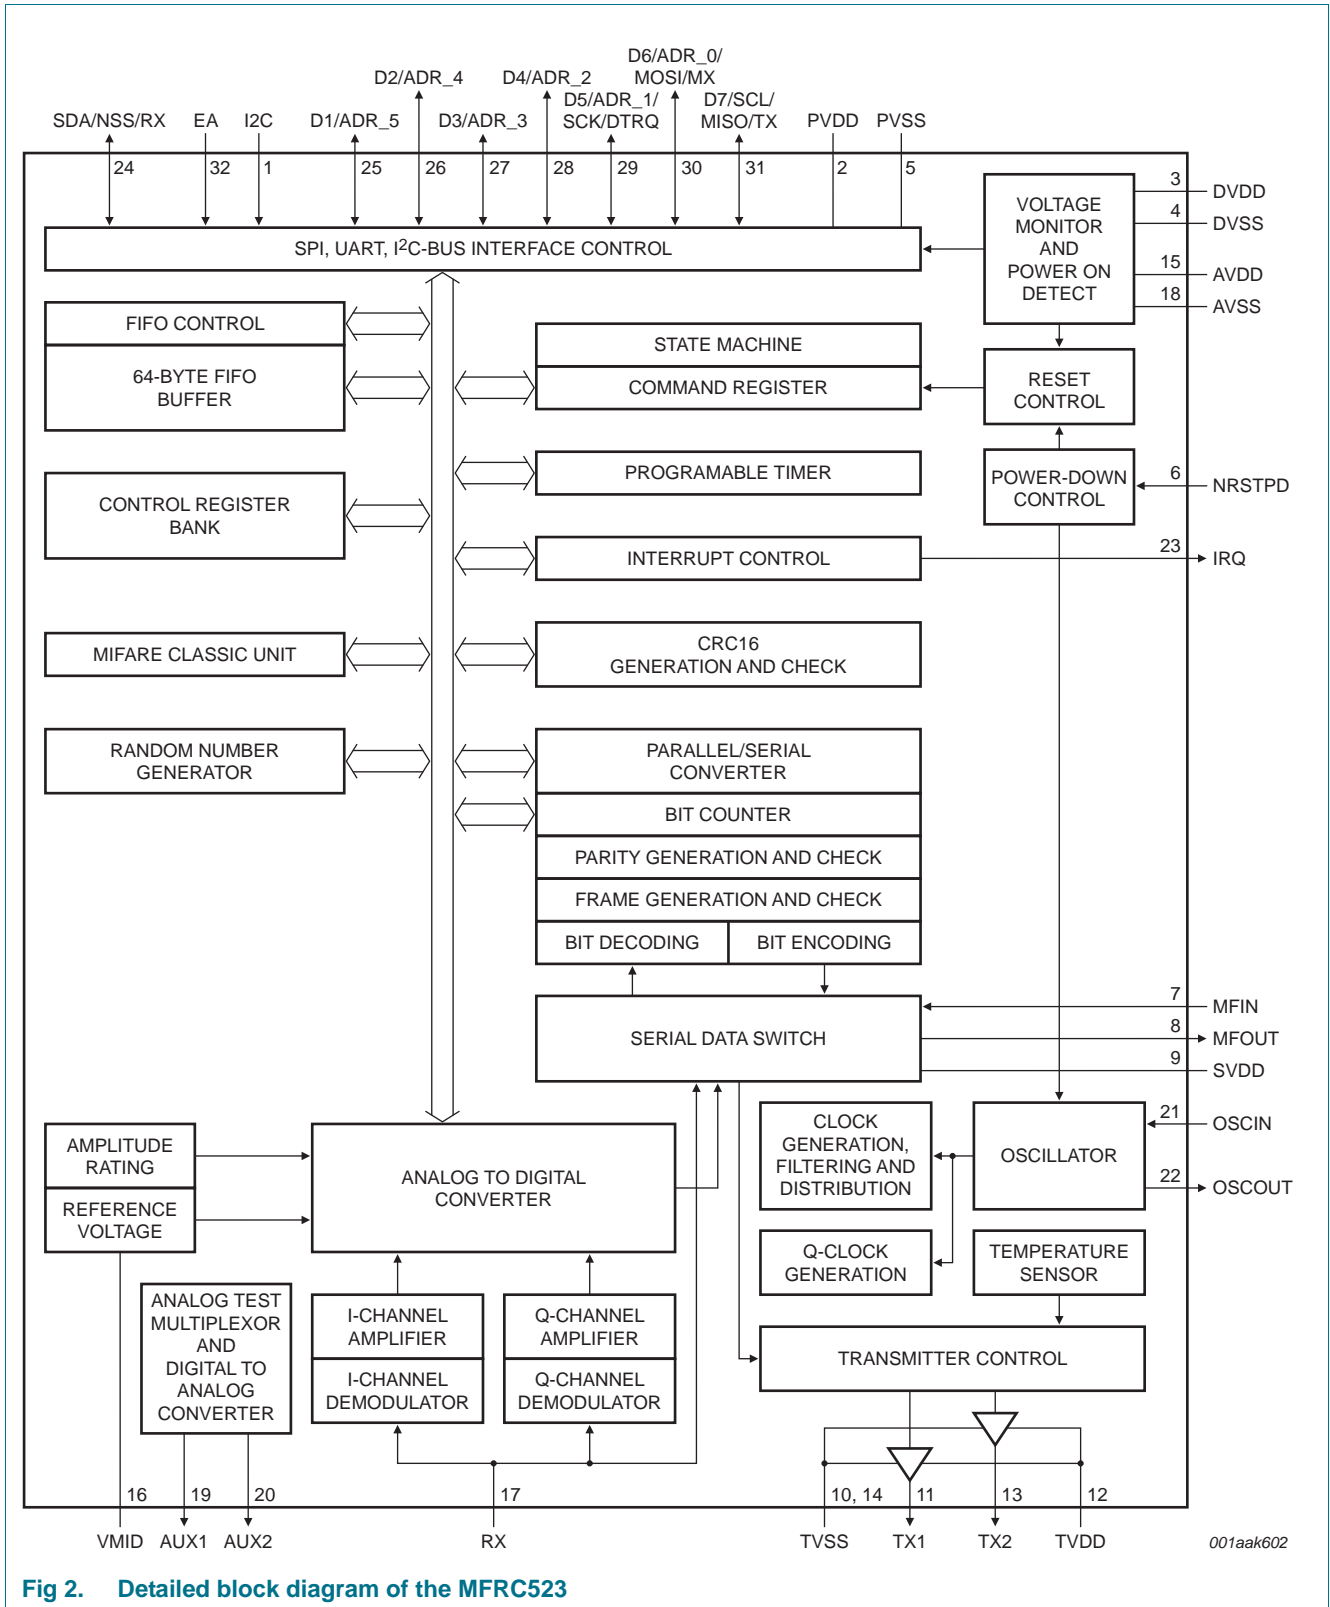 D6/ADR_0/
D2/ADR_4 D4/ADR_2 MOSI/MX
D5/ADR_1/ D7/SCL/
SDA/NSS/RX EA I2C D1/ADR_5 D3/ADR_3 SCK/DTRQ MISO/TX PVDD PVSS
24 32 1 25 26 27 28 29 30 31 2 5
SPI, UART, I2C-BUS INTERFACE CONTROL
VOLTAGE
MONITOR
AND
POWER ON
DETECT
3 DVDD
4 DVSS
15 AVDD
18 AVSS
FIFO CONTROL
64-BYTE FIFO
BUFFER
STATE MACHINE
COMMAND REGISTER
RESET
CONTROL
CONTROL REGISTER
BANK
PROGRAMABLE TIMER
POWER-DOWN
CONTROL
6 NRSTPD
INTERRUPT CONTROL
23 IRQ
MIFARE CLASSIC UNIT
CRC16
GENERATION AND CHECK
RANDOM NUMBER
GENERATOR
PARALLEL/SERIAL
CONVERTER
BIT COUNTER
PARITY GENERATION AND CHECK
FRAME GENERATION AND CHECK
BIT DECODING BIT ENCODING
SERIAL DATA SWITCH
7 MFIN
8 MFOUT
9 SVDD
AMPLITUDE
RATING
REFERENCE
VOLTAGE
ANALOG TO DIGITAL
CONVERTER
CLOCK
GENERATION,
FILTERING AND
DISTRIBUTION
OSCILLATOR
21 OSCIN
22 OSCOUT
Q-CLOCK
GENERATION
TEMPERATURE
SENSOR
ANALOG TEST
MULTIPLEXOR
AND
DIGITAL TO
ANALOG
CONVERTER
I-CHANNEL
AMPLIFIER
I-CHANNEL
DEMODULATOR
Q-CHANNEL
AMPLIFIER
Q-CHANNEL
DEMODULATOR
TRANSMITTER CONTROL
16 19 20 17 10, 14 11 13 12
VMID AUX1 AUX2 RX TVSS TX1 TX2 TVDD
001aak602
Fig 2. Detailed block diagram of the MFRC523